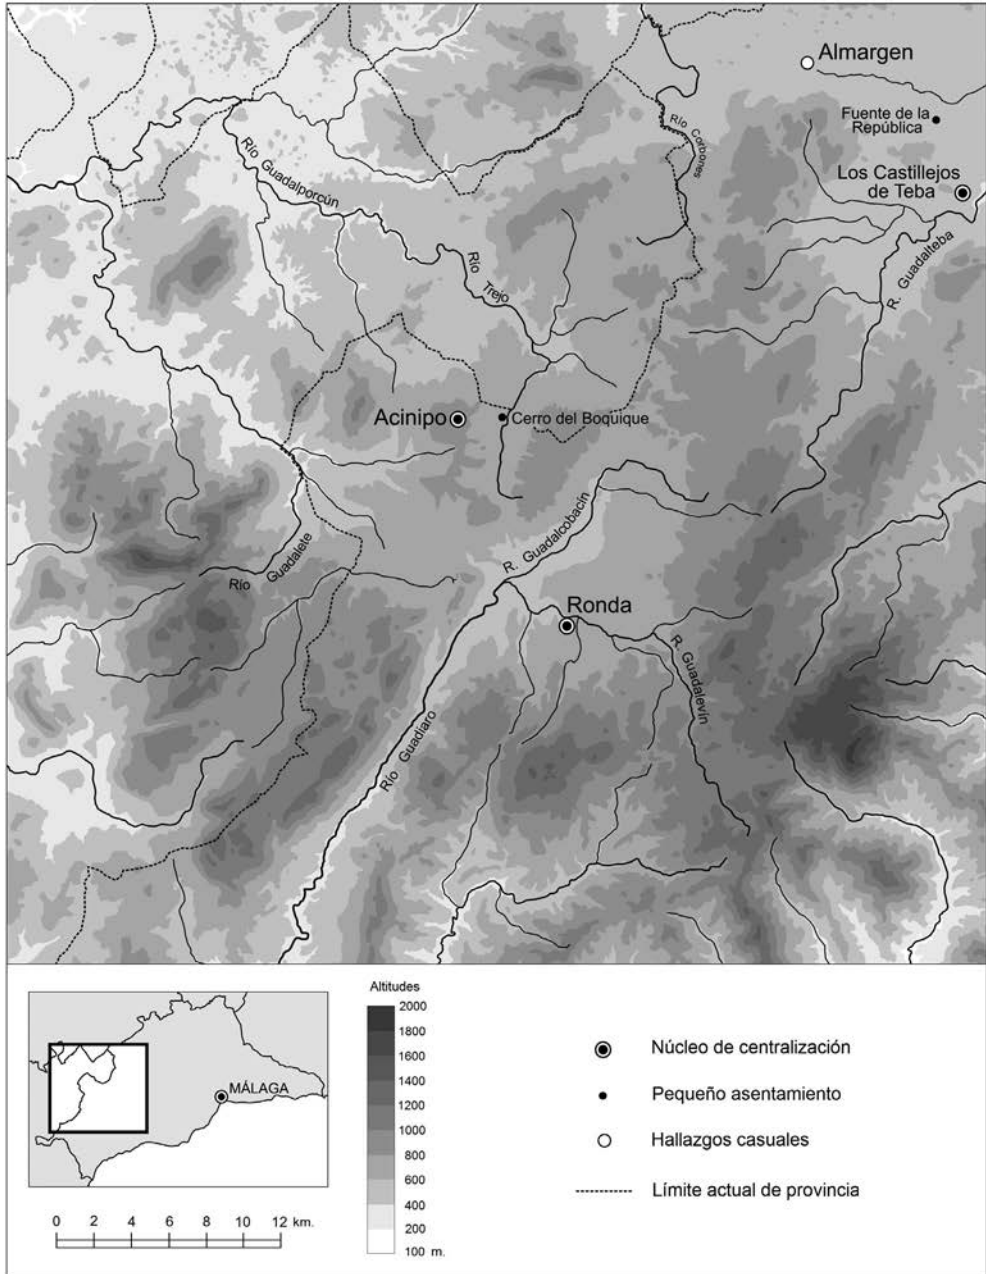 Almargen
Fuente de la
República
Río Corbones
Río Guadalporcún
Los Castillejos
de Teba
R. Guadalteba
Río Trejo
Acinipo
Cerro del Boquique
R. Guadalcobacín
Río Guadalete
Ronda
R. Guadalevín
Río Guadiaro
Altitudes
2000
1800
1600
1400
1200
1000
800
600
400
200
100 m.
MÁLAGA
0 2 4 6 8 10 12 km.
Núcleo de centralización
Pequeño asentamiento
Hallazgos casuales
Límite actual de provincia